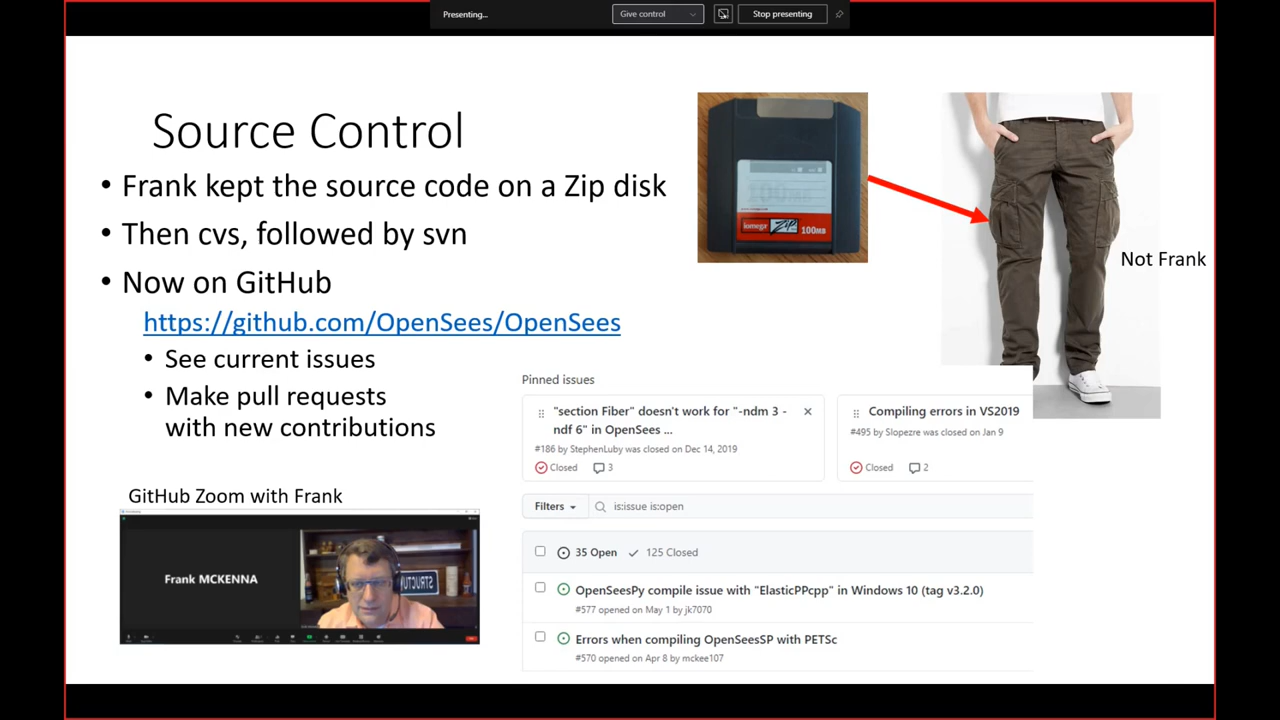 Presenting...
Give control
Stop presenting
Source Control
• Frank kept the source code on a Zip disk
• Then cvs, followed by svn
• Now on GitHub
https://github.com/OpenSees/OpenSees
• See current issues
• Make pull requests
with new contributions
iomega Zip 100MB
Not Frank
GitHub Zoom with Frank
Frank MCKENNA
Pinned issues
"section Fiber" doesn't work for "-ndm 3 -
ndf 6" in OpenSees ...
#186 by StephenLuby was closed on Dec 14, 2019
Closed 3
Compiling errors in VS2019
#495 by Slopezre was closed on Jan 9
Closed 2
Filters
is:issue is:open
35 Open 125 Closed
OpenSeesPy compile issue with "ElasticPPcpp" in Windows 10 (tag v3.2.0)
#577 opened on May 1 by jk7070
Errors when compiling OpenSeesSP with PETSc
#570 opened on Apr 8 by mckee107